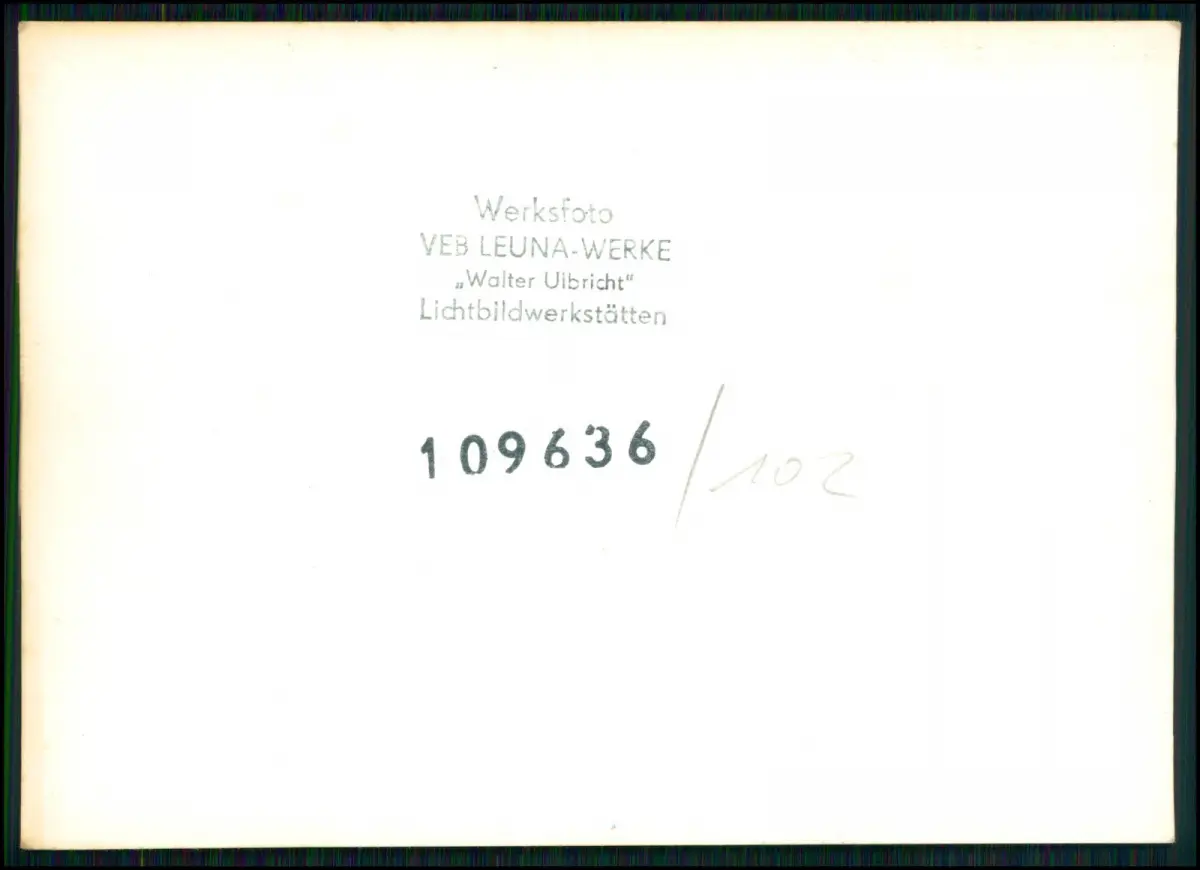 Werksfoto
VEB LEUNA-WERKE
„Walter Ulbricht"
Lichtbildwerkstätten
109636 / 102